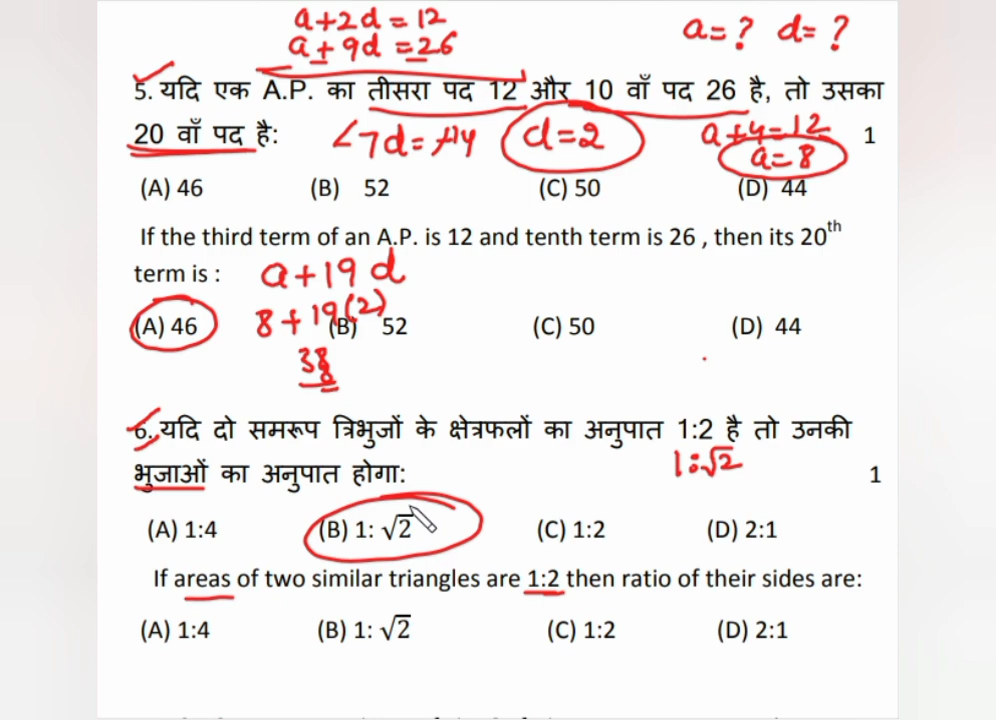 a+2d=12
a+9d=26
a=? d=?
5. यदि एक A.P. का तीसरा पद 12 और 10 वाँ पद 26 है, तो उसका
20 वाँ पद है: 1
7d=14 d=2 a+4=12
a=8
(A) 46 (B) 52 (C) 50 (D) 44
If the third term of an A.P. is 12 and tenth term is 26 , then its 20th
term is : a+19d
8+19(2)
(A) 46 (B) 52 (C) 50 (D) 44
38
8
6. यदि दो समरूप त्रिभुजों के क्षेत्रफलों का अनुपात 1:2 है तो उनकी
1:√2
भुजाओं का अनुपात होगा: 1
(A) 1:4 (B) 1: √2 (C) 1:2 (D) 2:1
If areas of two similar triangles are 1:2 then ratio of their sides are:
(A) 1:4 (B) 1: √2 (C) 1:2 (D) 2:1